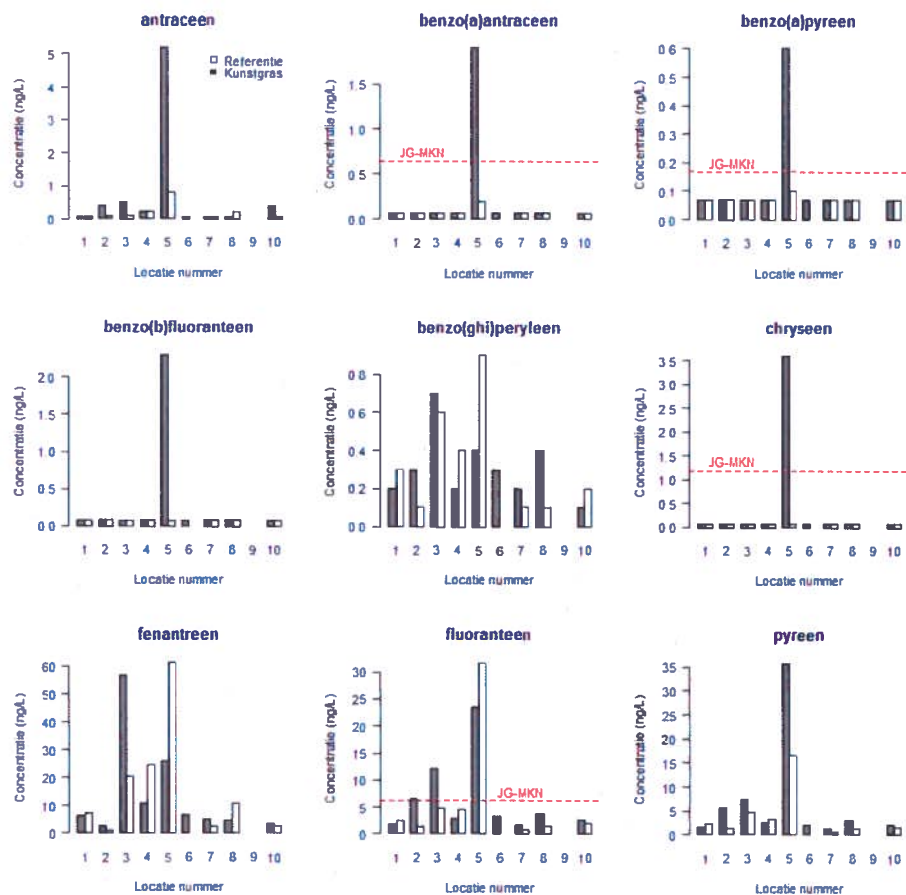 antraceen
benzo(a)antraceen
benzo(a)pyreen
Concentratie (ng/L)
5
4
3
2
1
0
Referentie
Kunstgras
1 2 3 4 5 6 7 8 9 10
Locatie nummer
Concentratie (ng/L)
1.5
1 0
0 5
0 0
JG-MKN
1 2 3 4 5 6 7 8 9 10
Locatie nummer
Concentratie (ng/L)
0 6
0.5
0.4
0.3
0.2
0.1
0 0
JG-MKN
1 2 3 4 5 6 7 8 9 10
Locatie nummer
benzo(b)fluoranteen
benzo(ghi)peryleen
chryseen
Concentratie (ng/L)
2.0
1 5
1 0
0 5
0 0
1 2 3 4 5 6 7 8 9 10
Locatie nummer
Concentratie (ng/L)
0 8
0.6
0.4
0 2
0.0
1 2 3 4 5 6 7 8 9 10
Locatie nummer
Concentratie (ng/L)
3 5
3 0
2.5
2.0
1.5
1.0
0.5
0 0
JG-MKN
1 2 3 4 5 6 7 8 9 10
Locatie nummer
fenantreen
fluoranteen
pyreen
Concentratie (ng/L)
60
50
40
30
20
10
0
1 2 3 4 5 6 7 8 9 10
Locatie nummer
Concentratie (ng/L)
30
25
20
15
10
5
0
JG-MKN
1 2 3 4 5 6 7 8 9 10
Locatie nummer
Concentratie (ng/L)
35
30
25
20
15
10
5
0
1 2 3 4 5 6 7 8 9 10
Locatie nummer